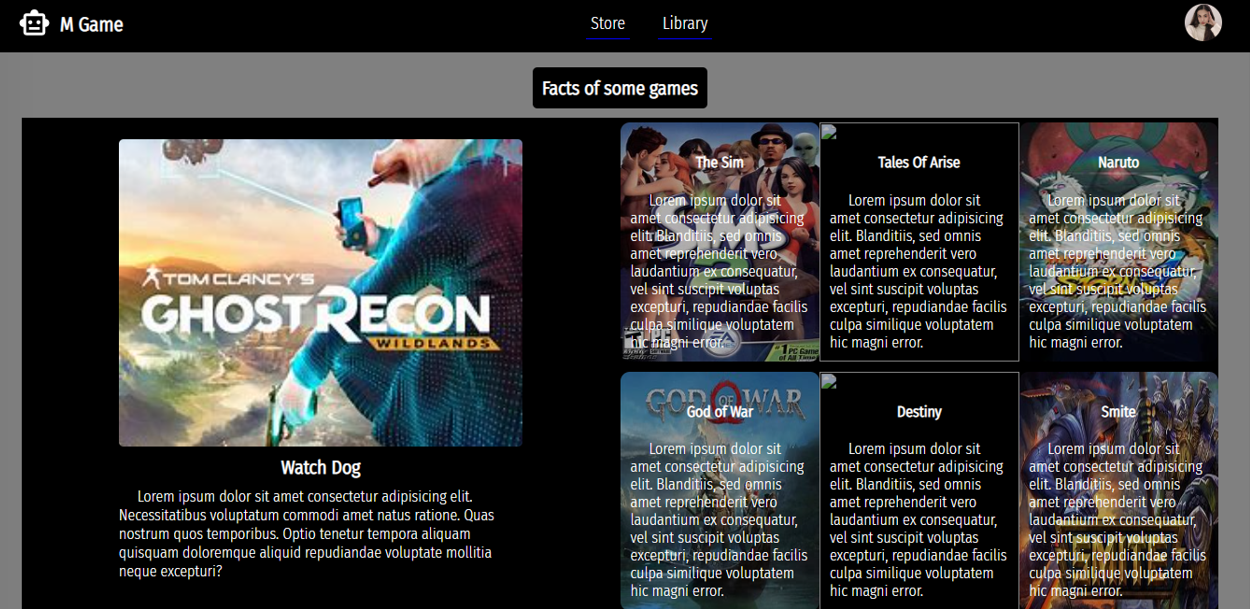 M Game
Store
Library
Facts of some games
TOM CLANCY'S
GHOST RECON
WILDLANDS
Watch Dog
Lorem ipsum dolor sit amet consectetur adipisicing elit.
Necessitatibus voluptatum commodi amet natus ratione. Quas
nostrum quos temporibus. Optio tenetur tempora aliquam
quisquam doloremque aliquid repudiandae voluptate mollitia
neque excepturi?
The Sim
Lorem ipsum dolor sit
amet consectetur adipisicing
elit. Blanditiis, sed omnis
amet reprehenderit vero
laudantium ex consequatur,
vel sint suscipit voluptas
excepturi, repudiandae facilis
culpa similique voluptatem
hic magni error.
SIMS
2
PC
EA
#1 PC Game
of All Time
Tales Of Arise
Lorem ipsum dolor sit
amet consectetur adipisicing
elit. Blanditiis, sed omnis
amet reprehenderit vero
laudantium ex consequatur,
vel sint suscipit voluptas
excepturi, repudiandae facilis
culpa similique voluptatem
hic magni error.
Naruto
Lorem ipsum dolor sit
amet consectetur adipisicing
elit. Blanditiis, sed omnis
amet reprehenderit vero
laudantium ex consequatur,
vel sint suscipit voluptas
excepturi, repudiandae facilis
culpa similique voluptatem
hic magni error.
GOD OF WAR
God of War
Lorem ipsum dolor sit
amet consectetur adipisicing
elit. Blanditiis, sed omnis
amet reprehenderit vero
laudantium ex consequatur,
vel sint suscipit voluptas
excepturi, repudiandae facilis
culpa similique voluptatem
hic magni error.
Destiny
Lorem ipsum dolor sit
amet consectetur adipisicing
elit. Blanditiis, sed omnis
amet reprehenderit vero
laudantium ex consequatur,
vel sint suscipit voluptas
excepturi, repudiandae facilis
culpa similique voluptatem
hic magni error.
Smite
Lorem ipsum dolor sit
amet consectetur adipisicing
elit. Blanditiis, sed omnis
amet reprehenderit vero
laudantium ex consequatur,
vel sint suscipit voluptas
excepturi, repudiandae facilis
culpa similique voluptatem
hic magni error.
SMITE